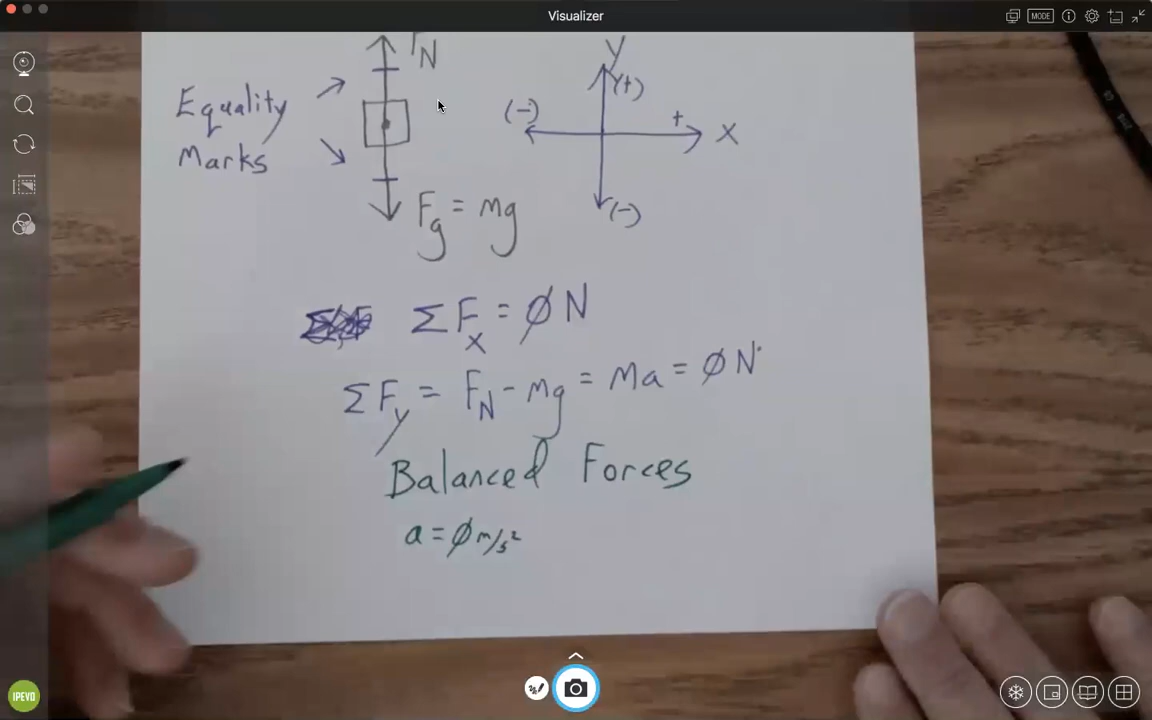 Visualizer
MODE
F_N
Equality
Marks
y
(+)
(-)
+
x
(-)
F_g = mg
ΣF_x = ∅ N
ΣF_y = F_N - mg = ma = ∅ N
Balanced Forces
a = ∅ m/s²
IPEVO